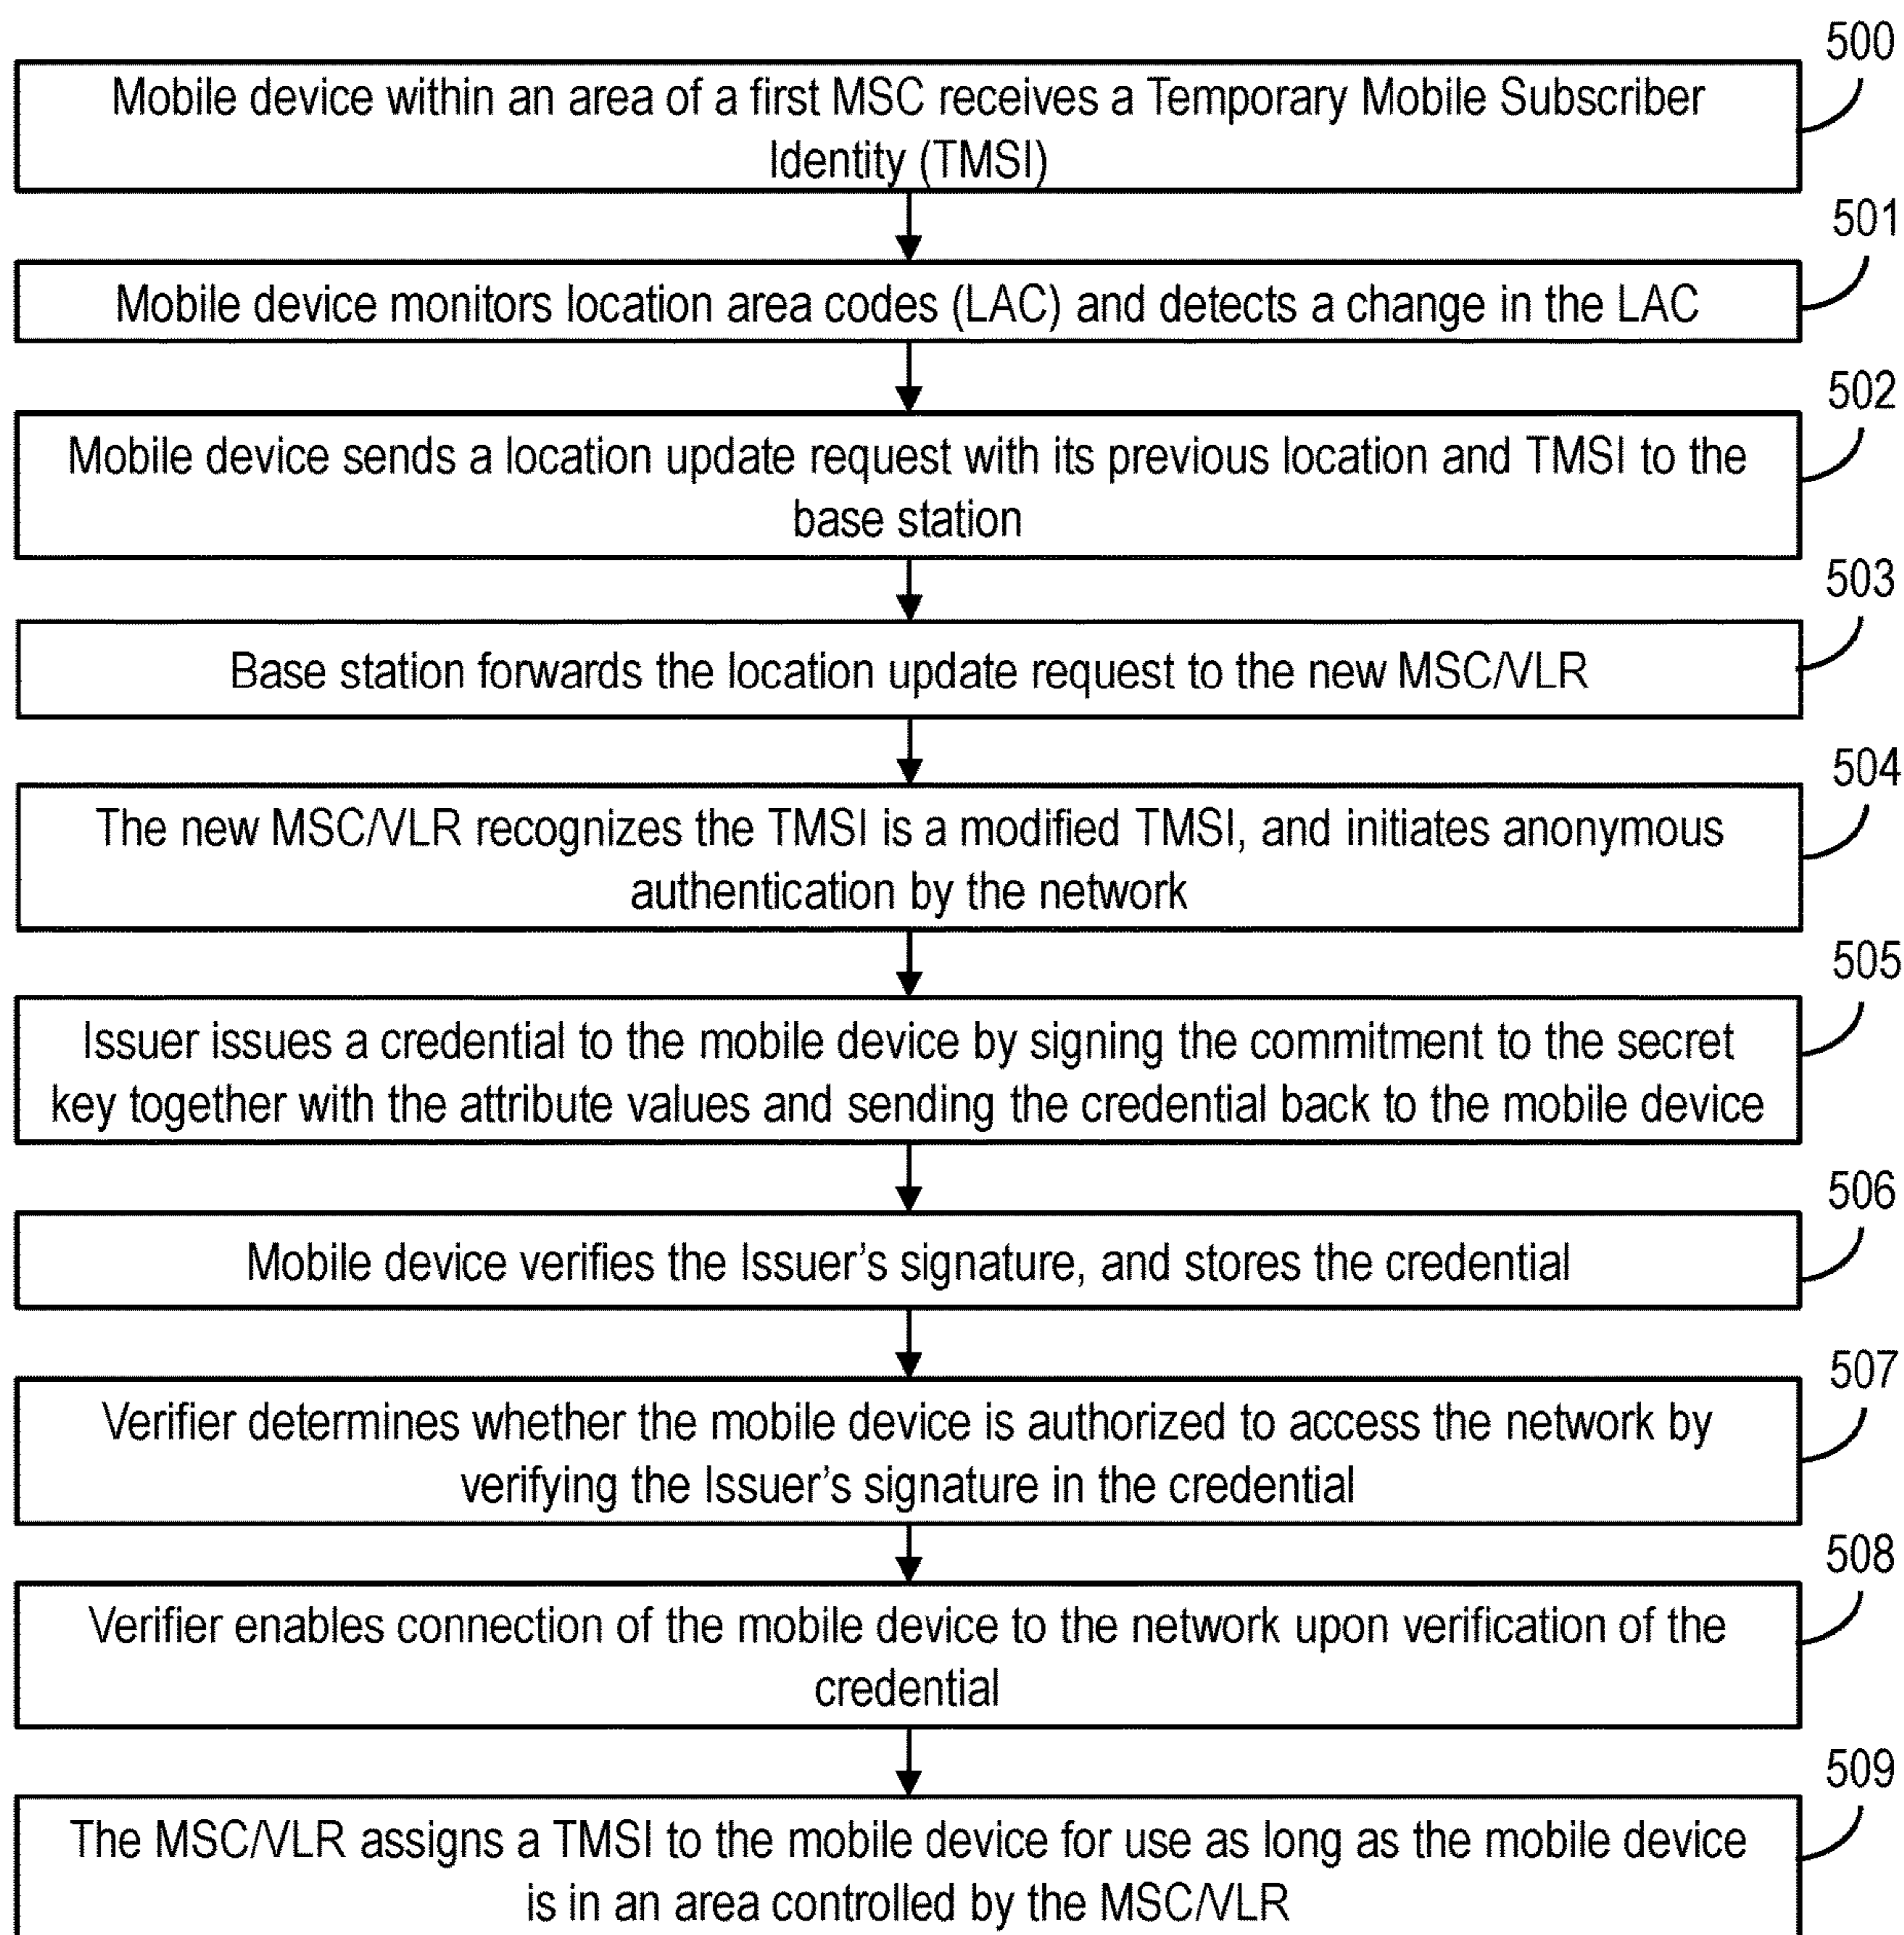 500
Mobile device within an area of a first MSC receives a Temporary Mobile Subscriber
Identity (TMSI)
501
Mobile device monitors location area codes (LAC) and detects a change in the LAC
502
Mobile device sends a location update request with its previous location and TMSI to the
base station
503
Base station forwards the location update request to the new MSC/VLR
504
The new MSC/VLR recognizes the TMSI is a modified TMSI, and initiates anonymous
authentication by the network
505
Issuer issues a credential to the mobile device by signing the commitment to the secret
key together with the attribute values and sending the credential back to the mobile device
506
Mobile device verifies the Issuer's signature, and stores the credential
507
Verifier determines whether the mobile device is authorized to access the network by
verifying the Issuer's signature in the credential
508
Verifier enables connection of the mobile device to the network upon verification of the
credential
509
The MSC/VLR assigns a TMSI to the mobile device for use as long as the mobile device
is in an area controlled by the MSC/VLR